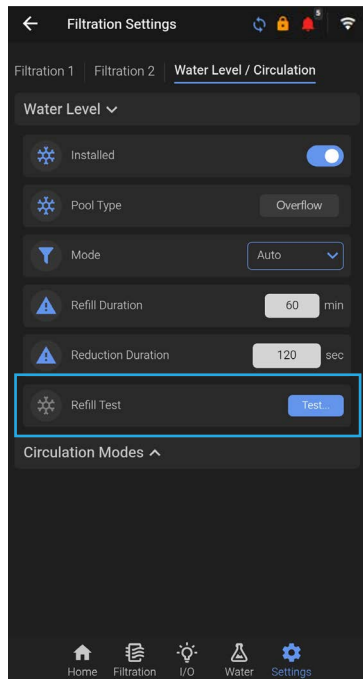 Filtration Settings
5
Filtration 1 Filtration 2 Water Level / Circulation
Water Level
Installed
Pool Type Overflow
Mode Auto
Refill Duration 60 min
Reduction Duration 120 sec
Refill Test Test...
Circulation Modes
Home Filtration I/O Water Settings